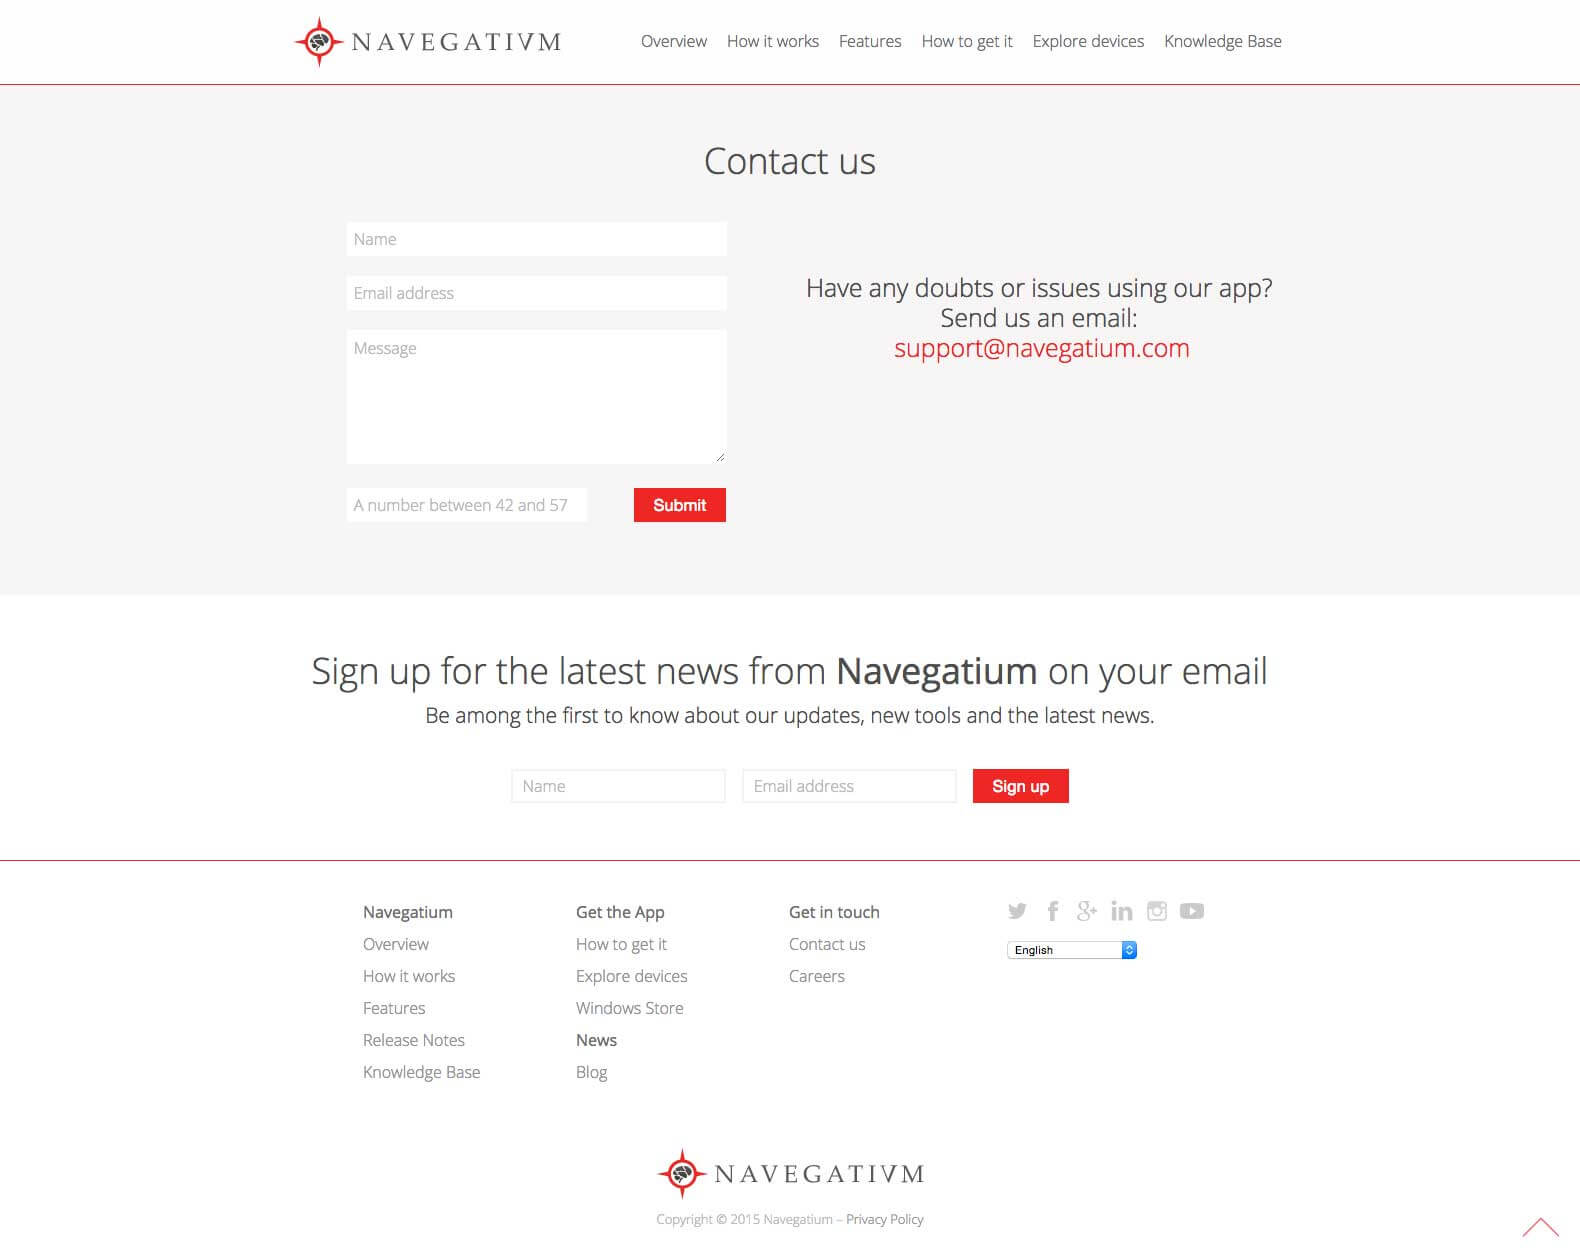 NAVEGATIVM
Overview How it works Features How to get it Explore devices Knowledge Base
Contact us
Name
Email address
Message
A number between 42 and 57
Submit
Have any doubts or issues using our app?
Send us an email:
support@navegatium.com
Sign up for the latest news from Navegatium on your email
Be among the first to know about our updates, new tools and the latest news.
Name
Email address
Sign up
Navegatium
Overview
How it works
Features
Release Notes
Knowledge Base
Get the App
How to get it
Explore devices
Windows Store
News
Blog
Get in touch
Contact us
Careers
English
NAVEGATIVM
Copyright © 2015 Navegatium – Privacy Policy